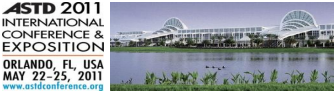 ASTD 2011
INTERNATIONAL
CONFERENCE &
EXPOSITION
ORLANDO, FL, USA
MAY 22-25, 2011
www.astdconference.org